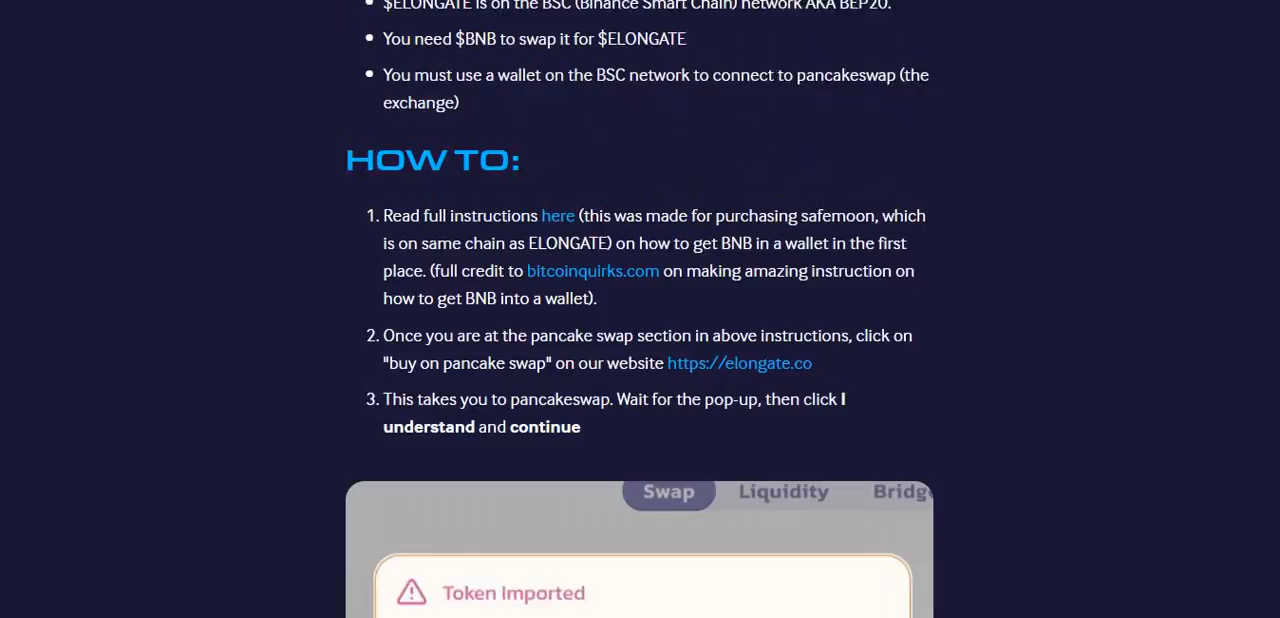 $ELONGATE is on the BSC (Binance Smart Chain) network AKA BEP20.
You need $BNB to swap it for $ELONGATE
You must use a wallet on the BSC network to connect to pancakeswap (the
exchange)
HOW TO:
1. Read full instructions here (this was made for purchasing safemoon, which
is on same chain as ELONGATE) on how to get BNB in a wallet in the first
place. (full credit to bitcoinquirks.com on making amazing instruction on
how to get BNB into a wallet).
2. Once you are at the pancake swap section in above instructions, click on
"buy on pancake swap" on our website https://elongate.co
3. This takes you to pancakeswap. Wait for the pop-up, then click I
understand and continue
Swap Liquidity Bridge
Token Imported